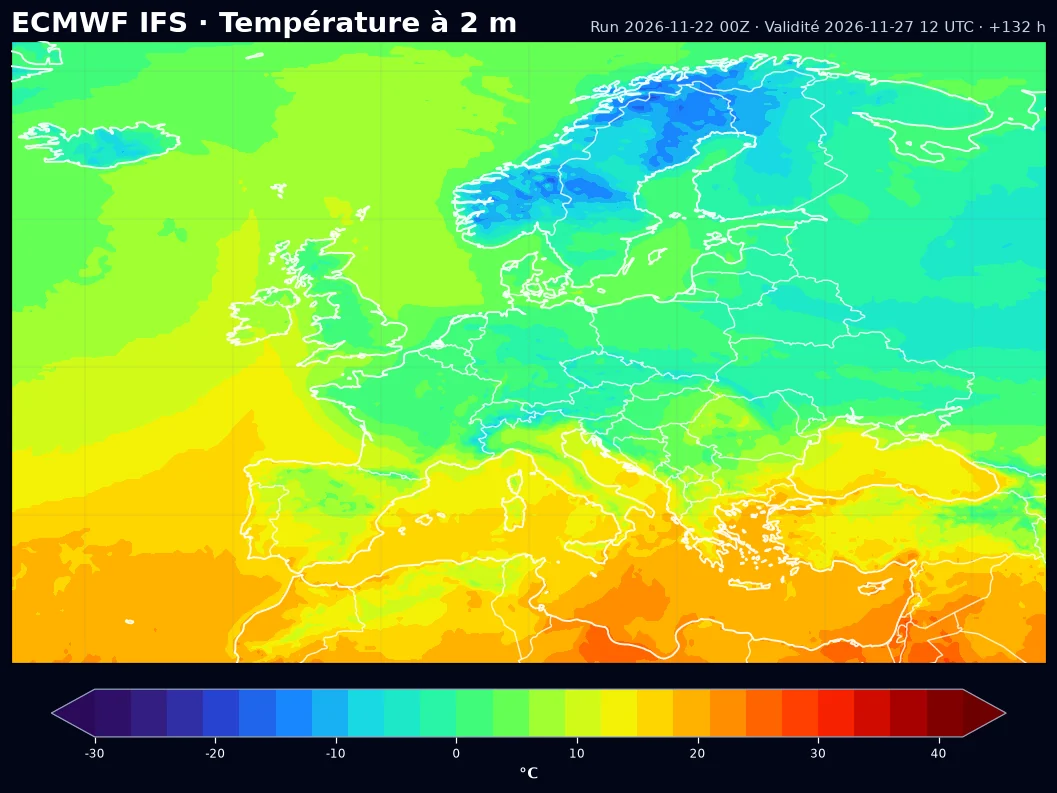 ECMWF IFS · Température à 2 m
Run 2026-11-22 00Z · Validité 2026-11-27 12 UTC · +132 h
-30 -20 -10 0 10 20 30 40
°C